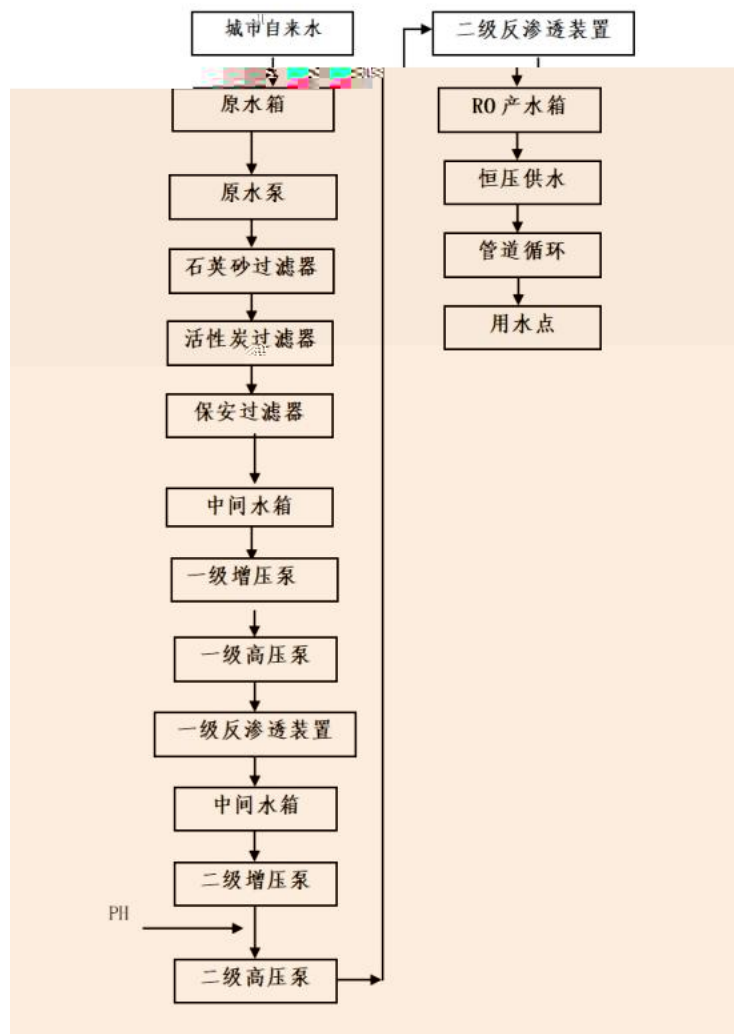 城市自来水
原水箱
原水泵
石英砂过滤器
活性炭过滤器
保安过滤器
中间水箱
一级增压泵
一级高压泵
一级反渗透装置
中间水箱
二级增压泵
PH
二级高压泵
二级反渗透装置
RO产水箱
恒压供水
管道循环
用水点